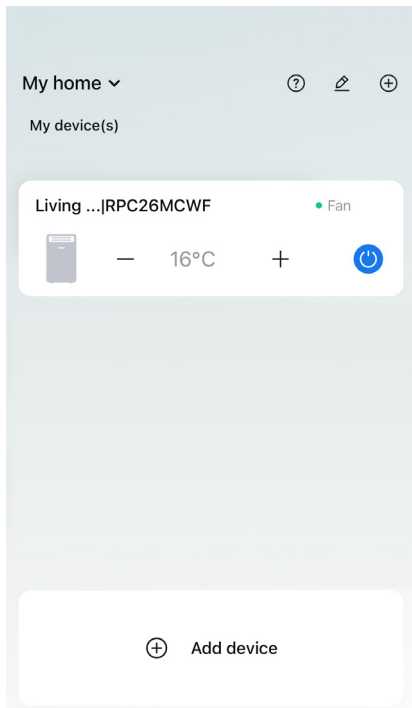 My home
My device(s)
Living ...|RPC26MCWF
Fan
16°C
Add device